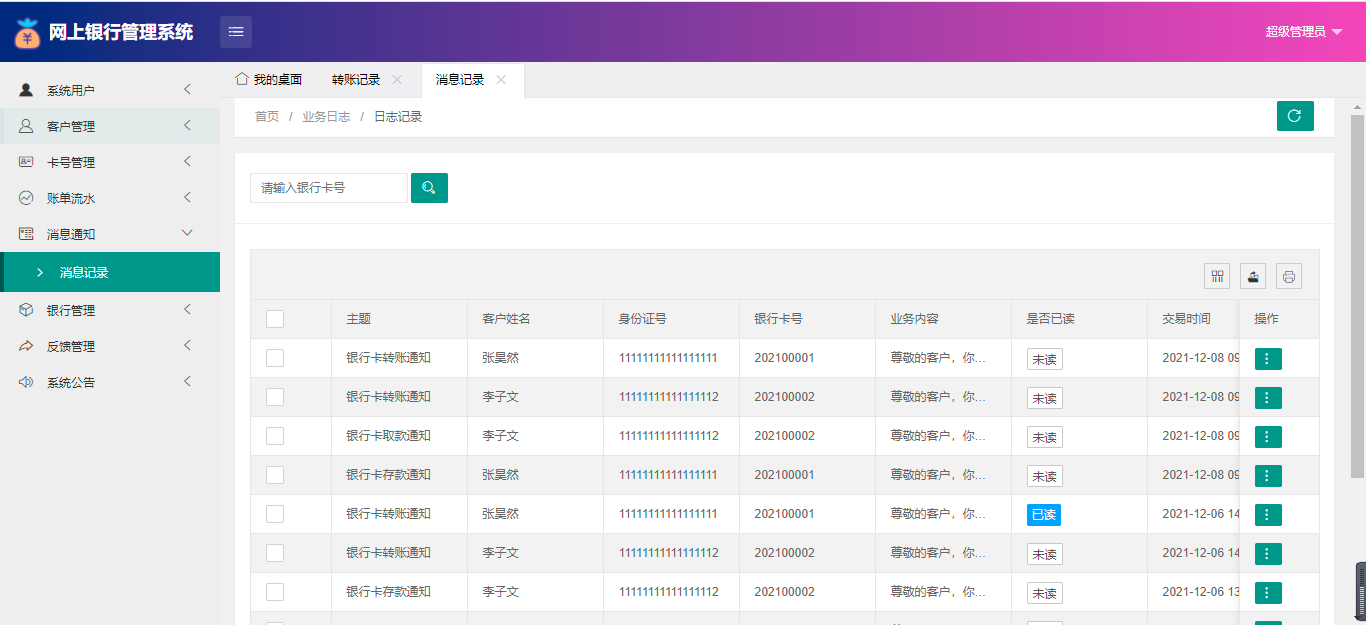 网上银行管理系统
超级管理员
系统用户
客户管理
卡号管理
账单流水
消息通知
消息记录
银行管理
反馈管理
系统公告
我的桌面 转账记录 消息记录
首页 / 业务日志 / 日志记录
请输入银行卡号
主题 客户姓名 身份证号 银行卡号 业务内容 是否已读 交易时间 操作
银行卡转账通知 张昊然 11111111111111111 202100001 尊敬的客户，你... 未读 2021-12-08 09
银行卡转账通知 李子文 11111111111111112 202100002 尊敬的客户，你... 未读 2021-12-08 09
银行卡取款通知 李子文 11111111111111112 202100002 尊敬的客户，你... 未读 2021-12-08 09
银行卡存款通知 张昊然 11111111111111111 202100001 尊敬的客户，你... 未读 2021-12-08 09
银行卡转账通知 张昊然 11111111111111111 202100001 尊敬的客户，你... 已读 2021-12-06 14
银行卡转账通知 李子文 11111111111111112 202100002 尊敬的客户，你... 未读 2021-12-06 14
银行卡存款通知 李子文 11111111111111112 202100002 尊敬的客户，你... 未读 2021-12-06 13